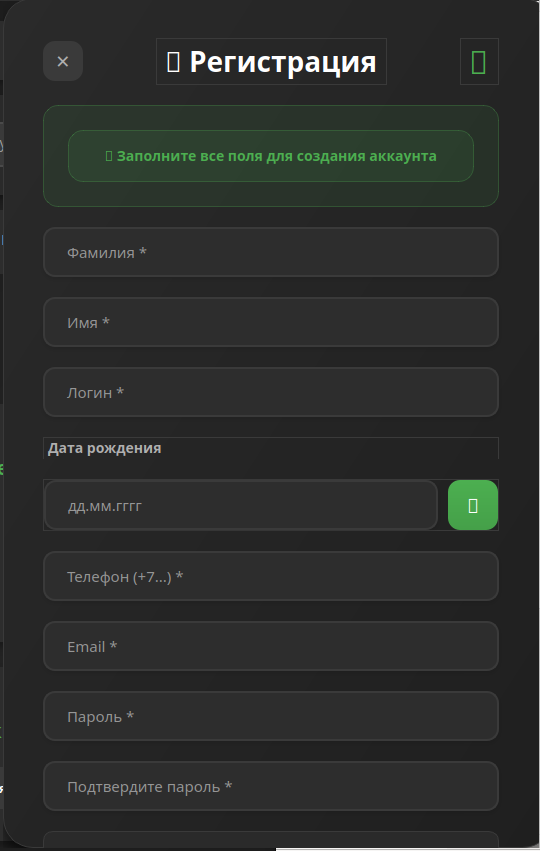 ✕
Регистрация
Заполните все поля для создания аккаунта
Фамилия *
Имя *
Логин *
Дата рождения
дд.мм.гггг
Телефон (+7...) *
Email *
Пароль *
Подтвердите пароль *